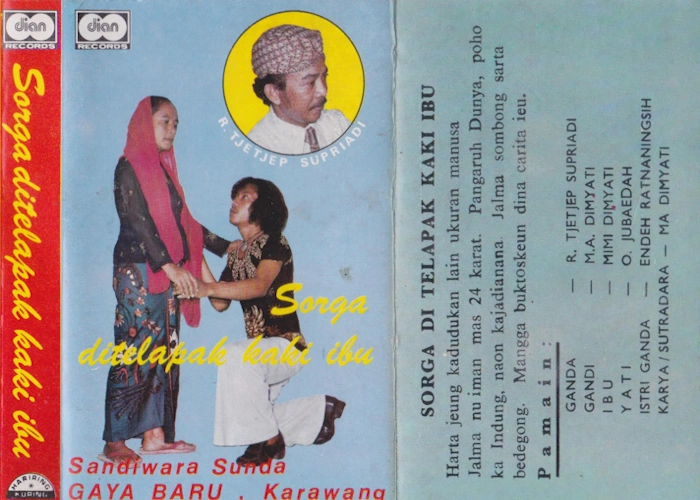 dian
RECORDS
Sorga ditelapak kaki ibu
HARIRING
KURING
dian
RECORDS
R. TJETJEP SUPRIADI
Sorga
ditelapak kaki ibu
Sandiwara Sunda
GAYA BARU . Karawang
SORGA DI TELAPAK KAKI IBU
Harta jeung kadudukan lain ukuran manusa
Jalma nu iman mas 24 karat. Pangaruh Dunya, poho
ka Indung, naon kajadianana. Jalma sombong sarta
bedegong. Mangga buktoskeun dina carita ieu.
Pamain:
GANDA — R. TJETJEP SUPRIADI
GANDI — M.A. DIMYATI
IBU — MIMI DIMYATI
YATI — O. JUBAEDAH
ISTRI GANDA — ENDEH RATNANINGSIH
KARYA/SUTRADARA — MA DIMYATI